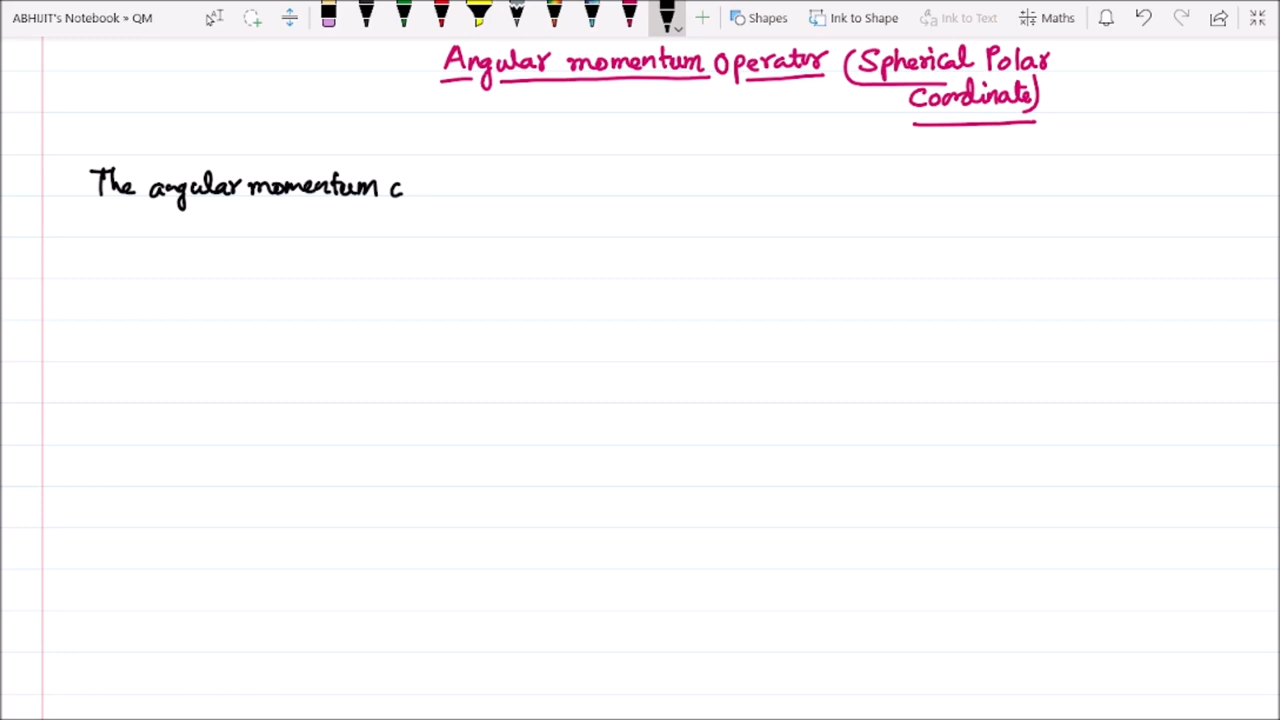 ABHIJIT's Notebook » QM
Shapes
Ink to Shape
Ink to Text
Maths
Angular momentum Operator (Spherical Polar
Coordinate)
The angular momentum c